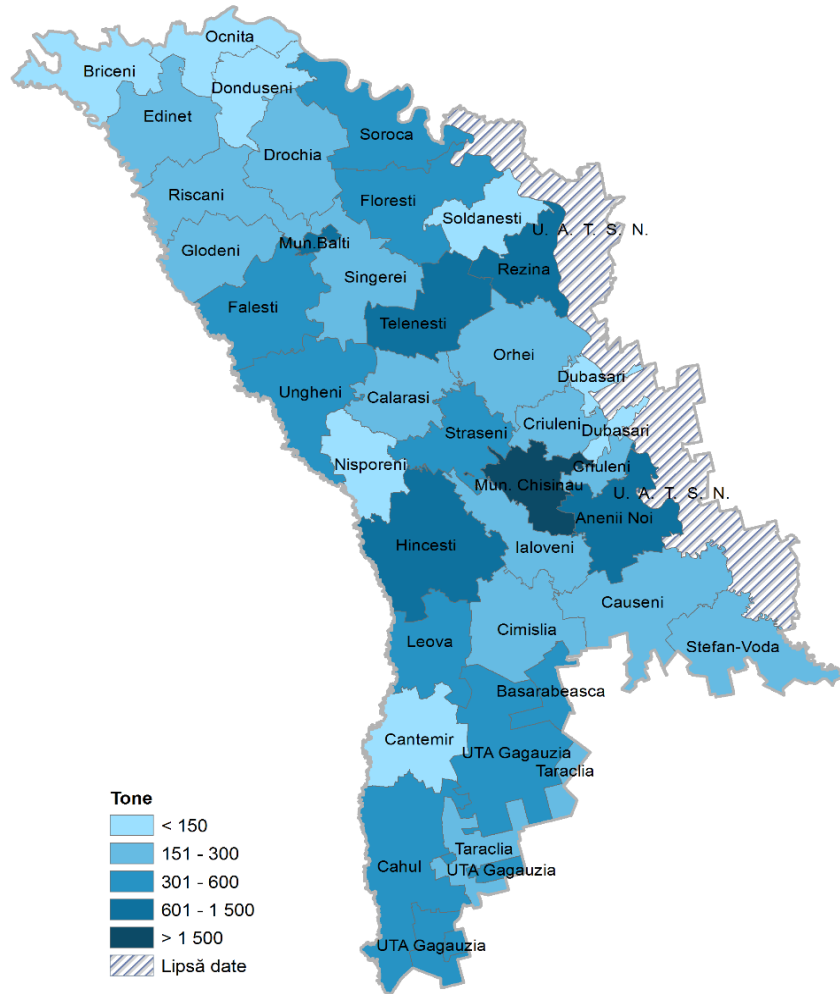 Ocnita
Briceni
Donduseni
Edinet
Soroca
Drochia
Riscani
Floresti
Soldanesti
U. A. T. S. N.
Mun.Balti
Glodeni
Rezina
Singerei
Falesti
Telenesti
Orhei
Dubasari
Ungheni
Calarasi
Criuleni
Dubasari
Straseni
Nisporeni
Criuleni
Mun. Chisinau
U. A. T. S. N.
Anenii Noi
Hincesti
Ialoveni
Causeni
Cimislia
Leova
Stefan-Voda
Basarabeasca
Cantemir
UTA Gagauzia
Taraclia
Taraclia
Cahul
UTA Gagauzia
UTA Gagauzia
Tone
< 150
151 - 300
301 - 600
601 - 1 500
> 1 500
Lipsă date